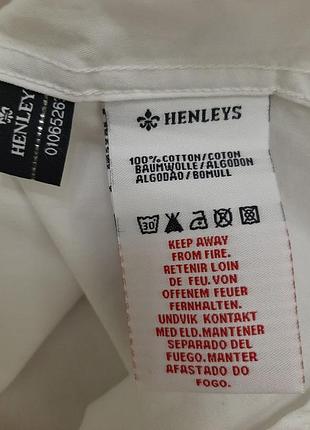 HENLEYS
0106526
HENLEYS
100% COTTON/COTON
BAUMWOLLE/ALGODON
ALGODÃO/BOMULL
30
KEEP AWAY
FROM FIRE.
RETENIR LOIN
DE FEU.VON
OFFENEM FEUER
FERNHALTEN.
UNDVIK KONTAKT
MED ELD.MANTENER
SEPARADO DEL
FUEGO.MANTER
AFASTADO DO
FOGO.